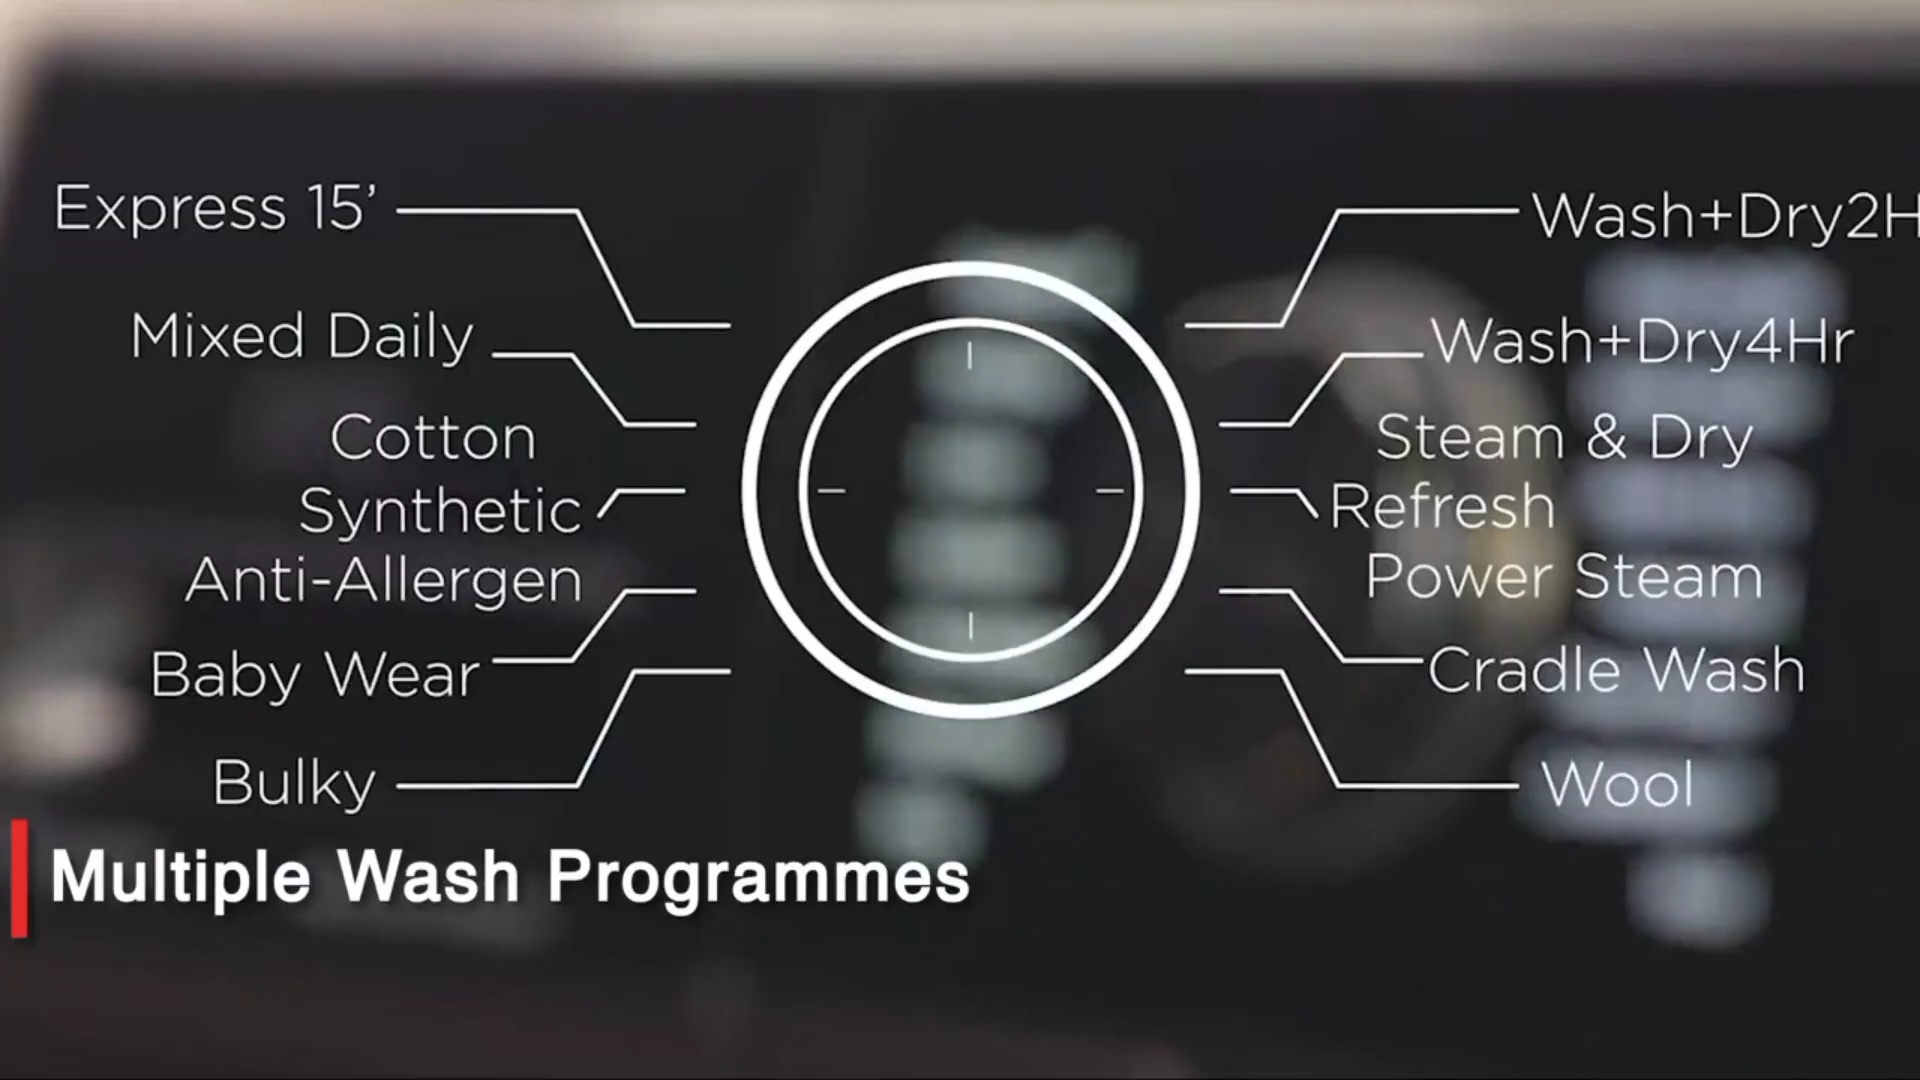 Express 15’
Mixed Daily
Cotton
Synthetic
Anti-Allergen
Baby Wear
Bulky
Wash+Dry2H
Wash+Dry4Hr
Steam & Dry
Refresh
Power Steam
Cradle Wash
Wool
Multiple Wash Programmes